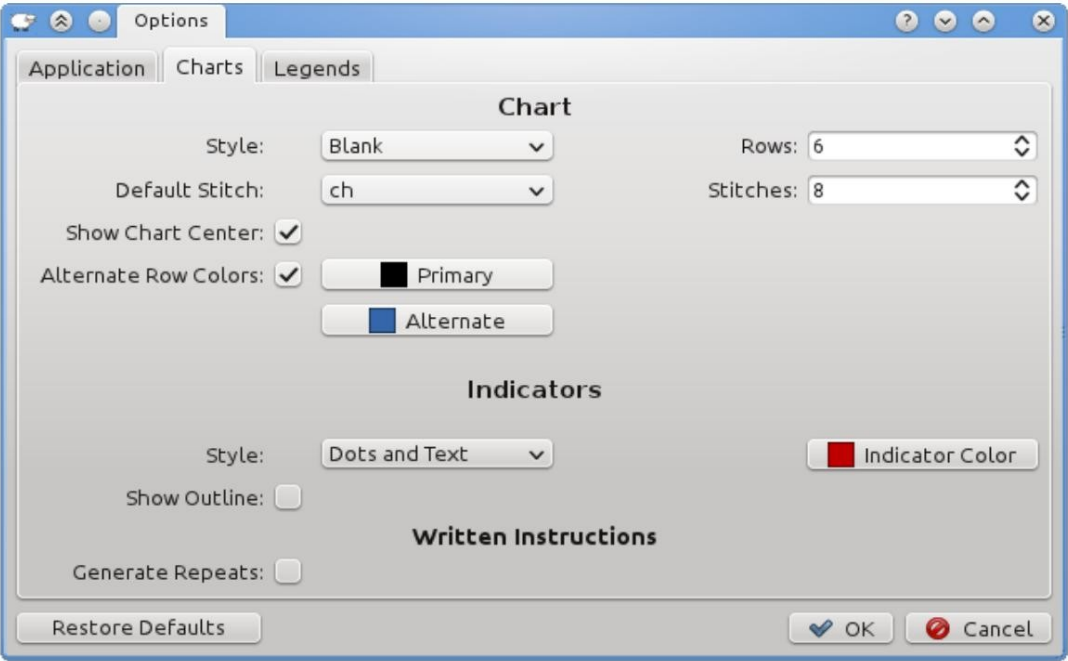 Options
Application Charts Legends
Chart
Style: Blank Rows: 6
Default Stitch: ch Stitches: 8
Show Chart Center:
Alternate Row Colors: Primary
Alternate
Indicators
Style: Dots and Text Indicator Color
Show Outline:
Written Instructions
Generate Repeats:
Restore Defaults OK Cancel